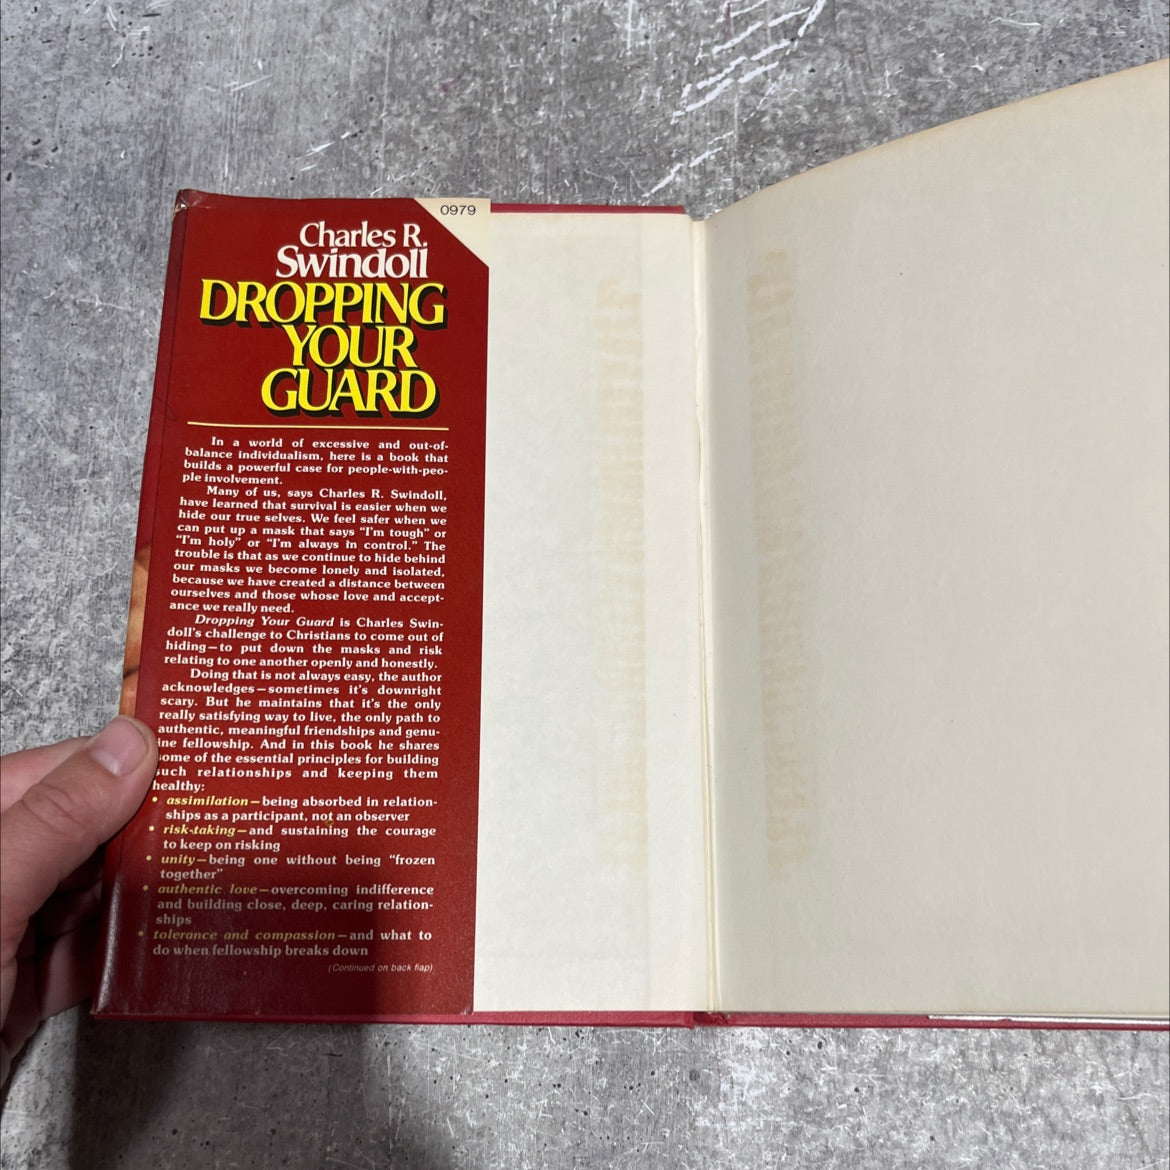 0979
Charles R.
Swindoll
DROPPING
YOUR
GUARD
In a world of excessive and out-of-
balance individualism, here is a book that
builds a powerful case for people-with-peo-
ple involvement.
Many of us, says Charles R. Swindoll,
have learned that survival is easier when we
hide our true selves. We feel safer when we
can put up a mask that says “I’m tough” or
“I’m holy” or “I’m always in control.” The
trouble is that as we continue to hide behind
our masks we become lonely and isolated,
because we have created a distance between
ourselves and those whose love and accept-
ance we really need.
Dropping Your Guard is Charles Swin-
doll’s challenge to Christians to come out of
hiding—to put down the masks and risk
relating to one another openly and honestly.
Doing that is not always easy, the author
acknowledges—sometimes it’s downright
scary. But he maintains that it’s the only
really satisfying way to live, the only path to
authentic, meaningful friendships and genu-
ine fellowship. And in this book he shares
some of the essential principles for building
such relationships and keeping them
healthy:
• assimilation—being absorbed in relation-
ships as a participant, not an observer
• risk-taking—and sustaining the courage
to keep on risking
• unity—being one without being “frozen
together”
• authentic love—overcoming indifference
and building close, deep, caring relation-
ships
• tolerance and compassion—and what to
do when fellowship breaks down
(Continued on back flap)